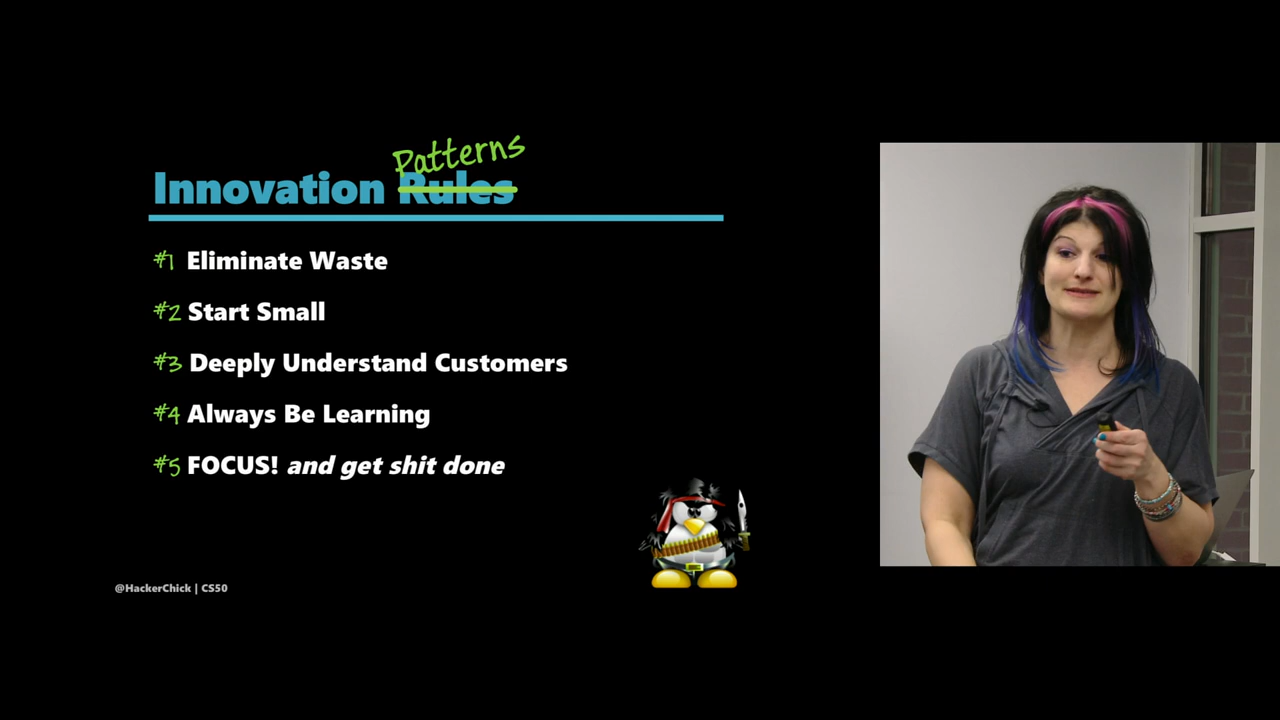 Patterns
Innovation Rules
#1 Eliminate Waste
#2 Start Small
#3 Deeply Understand Customers
#4 Always Be Learning
#5 FOCUS! and get shit done
@HackerChick | CS50